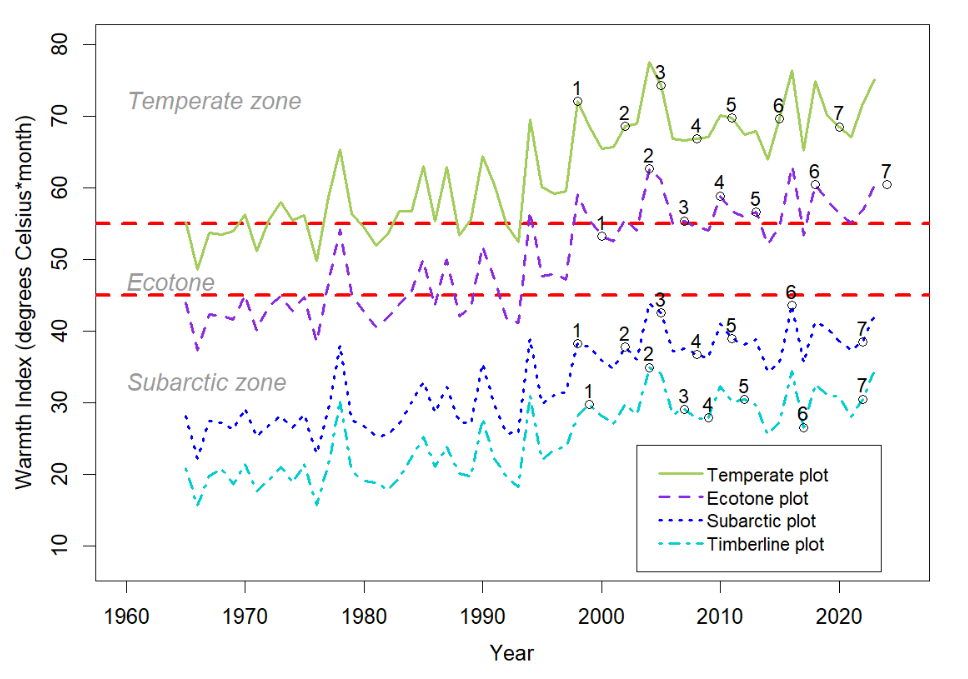 80
70
60
50
40
30
20
10
Warmth Index (degrees Celsius*month)
Temperate zone
Ecotone
Subarctic zone
1 2 3 4 5 6 7
1 2 3 4 5 6 7
1 2 3 4 5 6 7
1 2 3 4 5 6 7
Temperate plot
Ecotone plot
Subarctic plot
Timberline plot
1960 1970 1980 1990 2000 2010 2020
Year